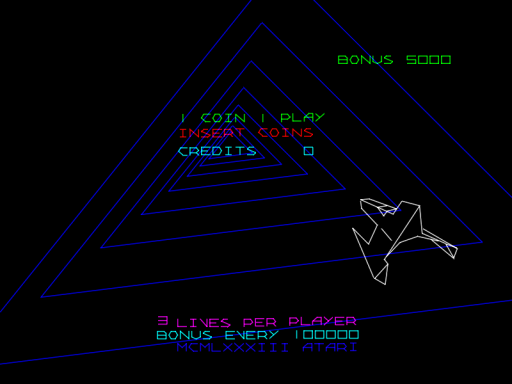 BONUS 5000
1 COIN 1 PLAY
INSERT COINS
CREDITS 0
3 LIVES PER PLAYER
BONUS EVERY 100000
MCMLXXXIII ATARI